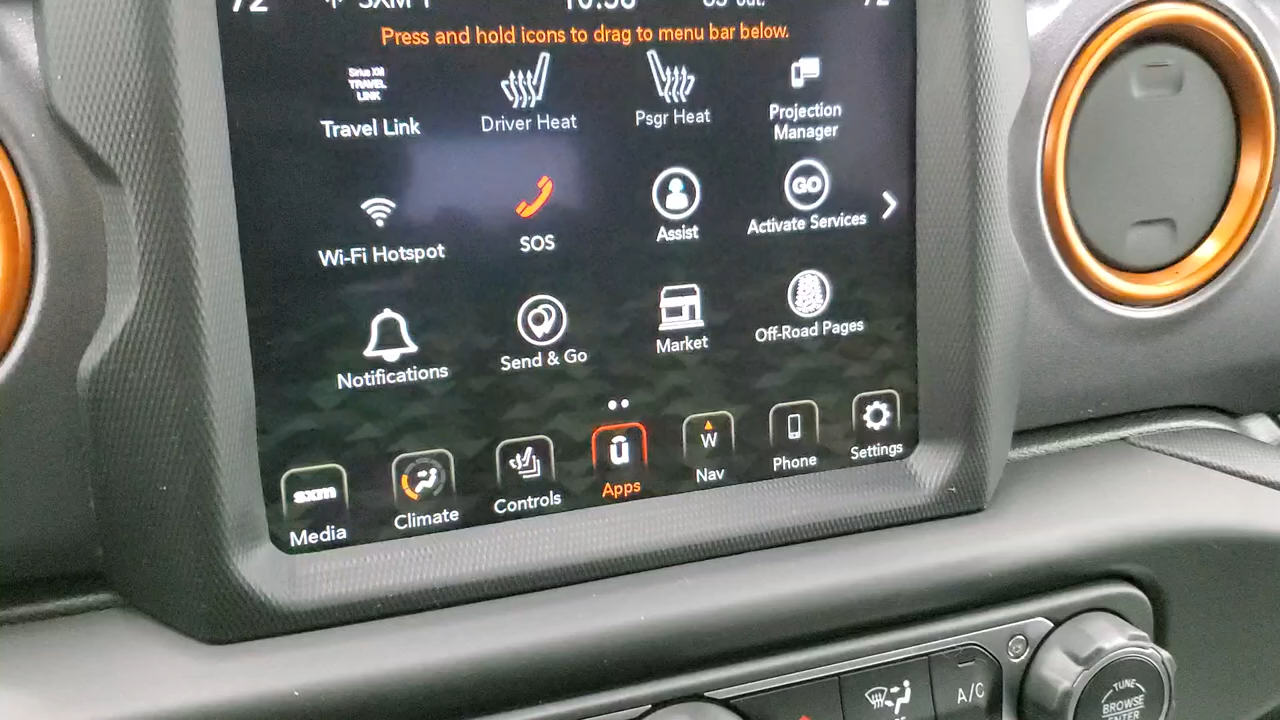 72 SXM 1 10:58 out. 72
Press and hold icons to drag to menu bar below.
Sirius XM
TRAVEL
LINK
Travel Link
Driver Heat
Psgr Heat
Projection
Manager
Wi-Fi Hotspot
SOS
Assist
GO
Activate Services
Notifications
Send & Go
Market
Off-Road Pages
sxm
Media
Climate
Controls
Apps
W
Nav
Phone
Settings
A/C
TUNE
BROWSE
ENTER